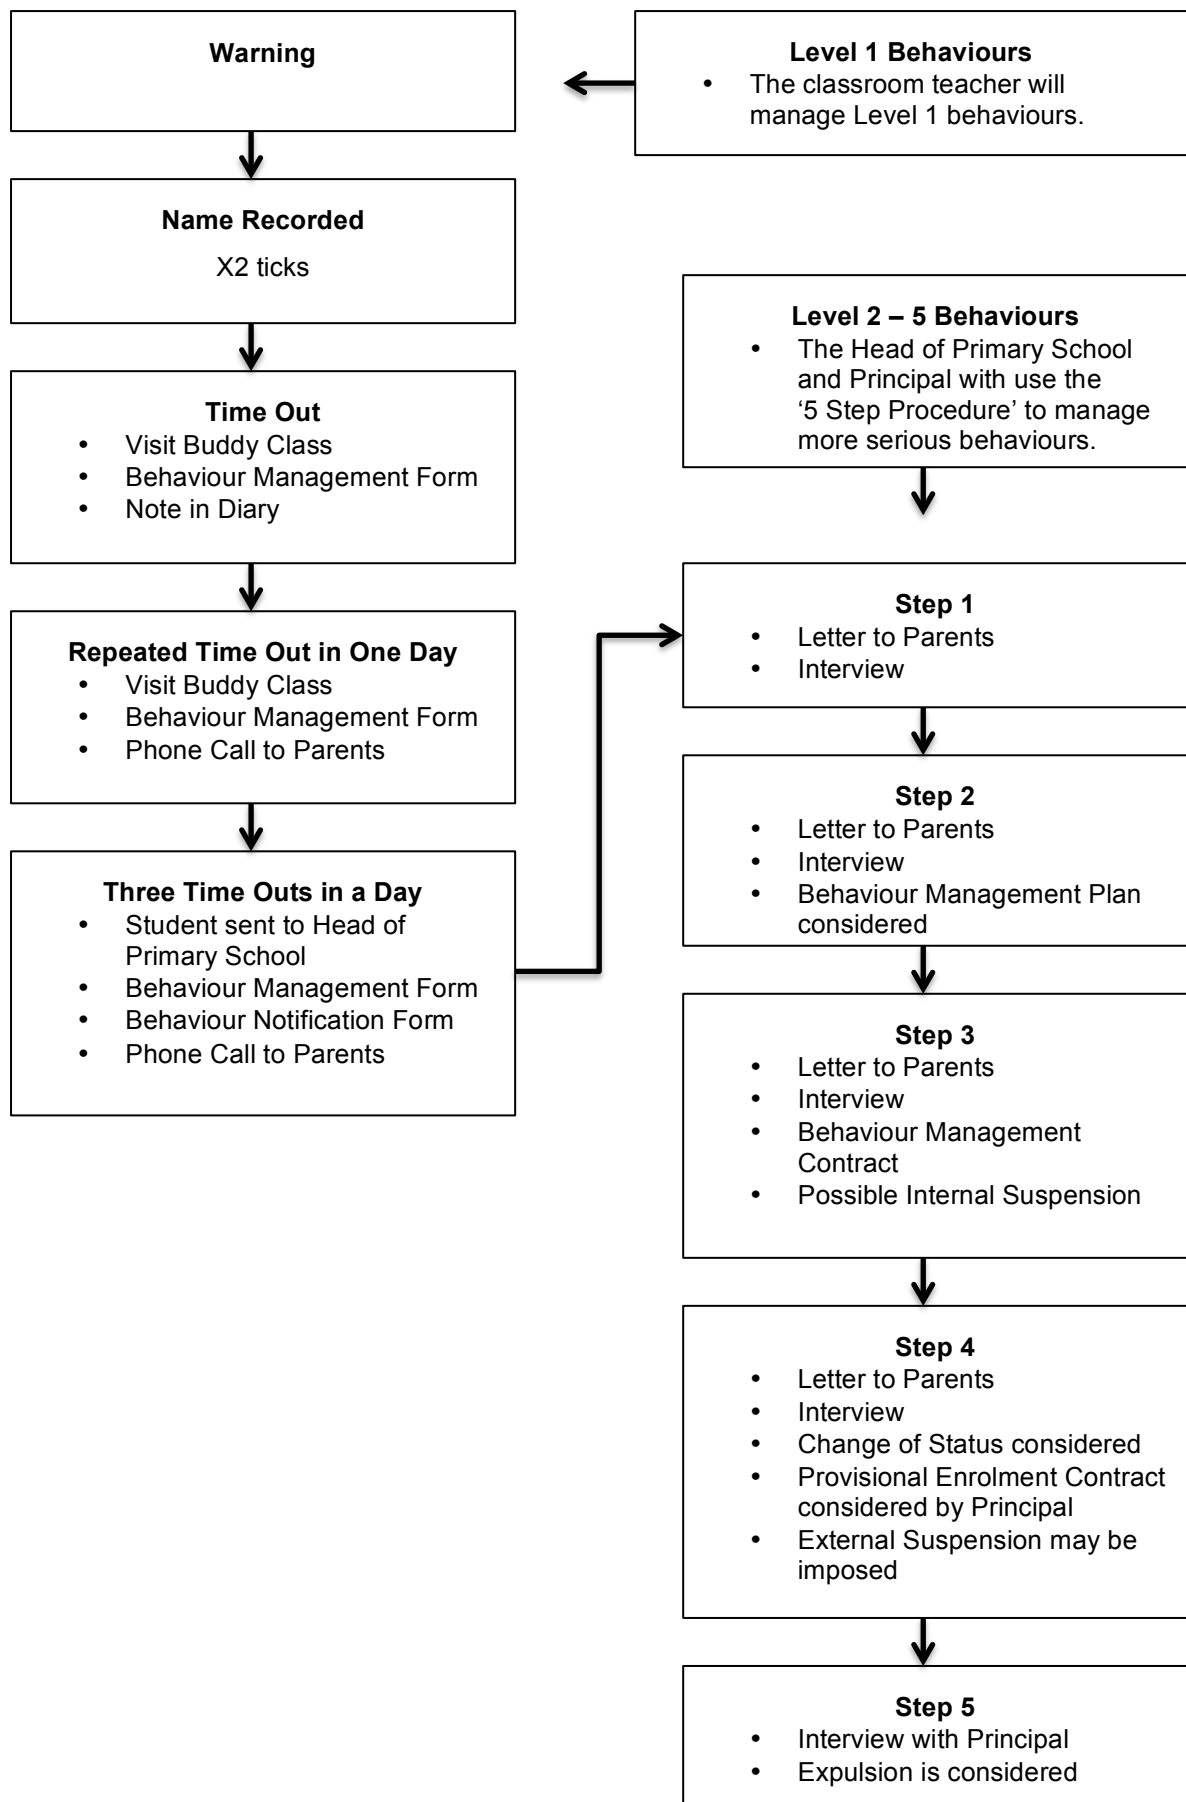 Warning
Level 1 Behaviours
• The classroom teacher will
manage Level 1 behaviours.
Name Recorded
X2 ticks
Level 2 – 5 Behaviours
• The Head of Primary School
and Principal with use the
‘5 Step Procedure’ to manage
more serious behaviours.
Time Out
• Visit Buddy Class
• Behaviour Management Form
• Note in Diary
Repeated Time Out in One Day
• Visit Buddy Class
• Behaviour Management Form
• Phone Call to Parents
Three Time Outs in a Day
• Student sent to Head of
Primary School
• Behaviour Management Form
• Behaviour Notification Form
• Phone Call to Parents
Step 1
• Letter to Parents
• Interview
Step 2
• Letter to Parents
• Interview
• Behaviour Management Plan
considered
Step 3
• Letter to Parents
• Interview
• Behaviour Management
Contract
• Possible Internal Suspension
Step 4
• Letter to Parents
• Interview
• Change of Status considered
• Provisional Enrolment Contract
considered by Principal
• External Suspension may be
imposed
Step 5
• Interview with Principal
• Expulsion is considered